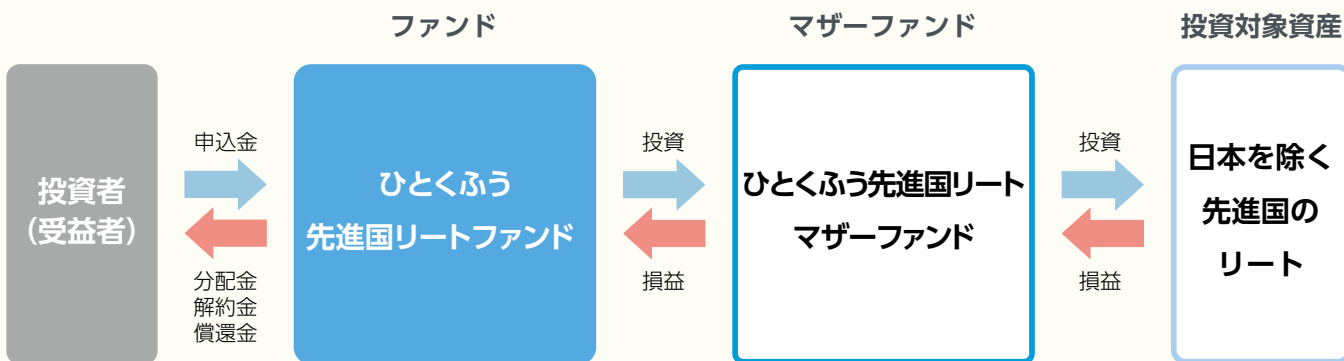 ファンド
マザーファンド
投資対象資産
投資者
（受益者）
申込金
分配金
解約金
償還金
ひとくふう
先進国リートファンド
投資
損益
ひとくふう先進国リート
マザーファンド
投資
損益
日本を除く
先進国の
リート